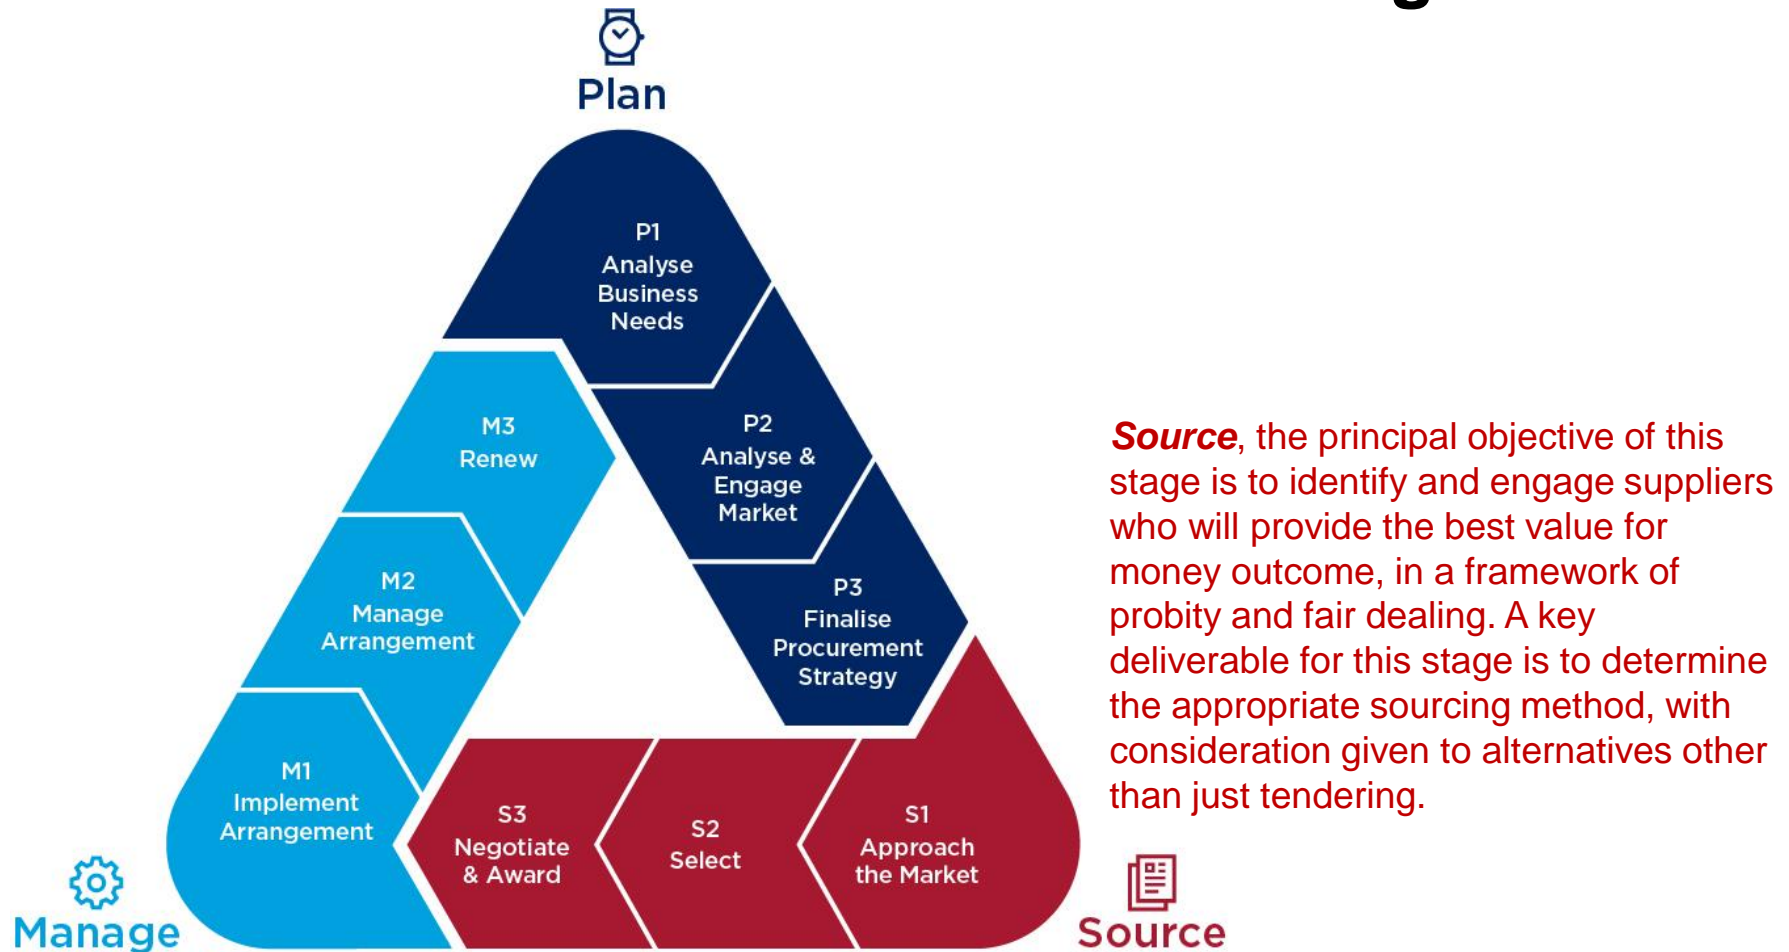 Plan
P1
Analyse
Business
Needs
P2
Analyse &
Engage
Market
P3
Finalise
Procurement
Strategy
S1
Approach
the Market
S2
Select
S3
Negotiate
& Award
M1
Implement
Arrangement
M2
Manage
Arrangement
M3
Renew
Manage
Source
Source, the principal objective of this
stage is to identify and engage suppliers
who will provide the best value for
money outcome, in a framework of
probity and fair dealing. A key
deliverable for this stage is to determine
the appropriate sourcing method, with
consideration given to alternatives other
than just tendering.